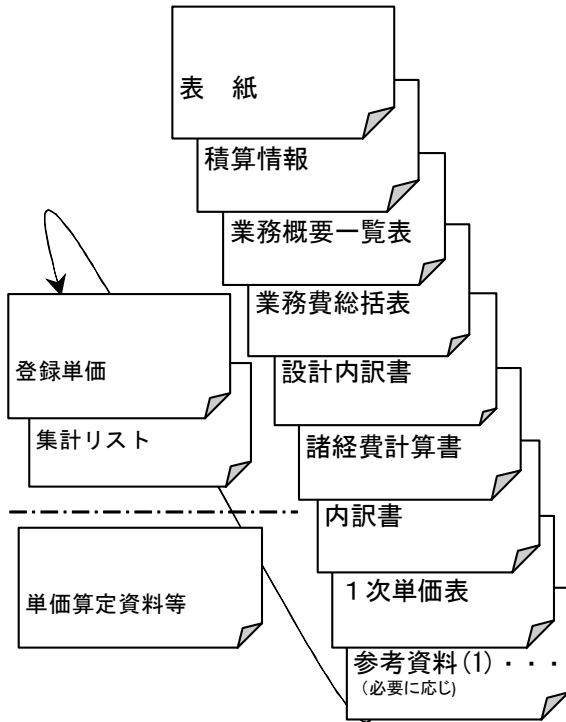 表　紙
積算情報
業務概要一覧表
業務費総括表
設計内訳書
諸経費計算書
内訳書
１次単価表
参考資料(1)・・・
（必要に応じ）
登録単価
集計リスト
単価算定資料等